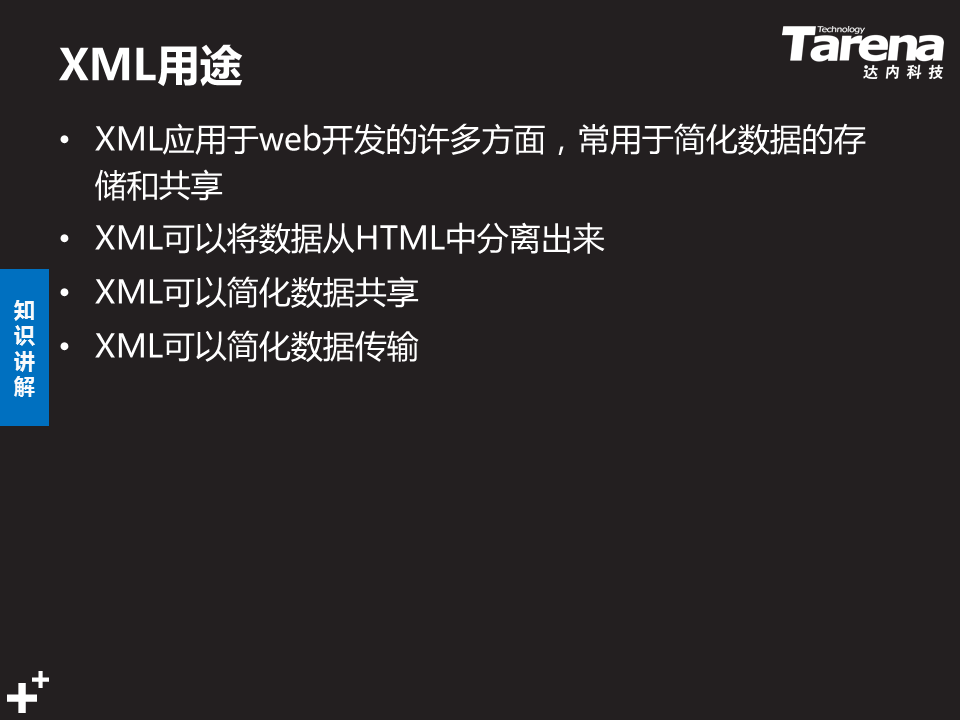 XML用途
Technology
Tarena
达内科技
• XML应用于web开发的许多方面，常用于简化数据的存
储和共享
• XML可以将数据从HTML中分离出来
• XML可以简化数据共享
• XML可以简化数据传输
知
识
讲
解